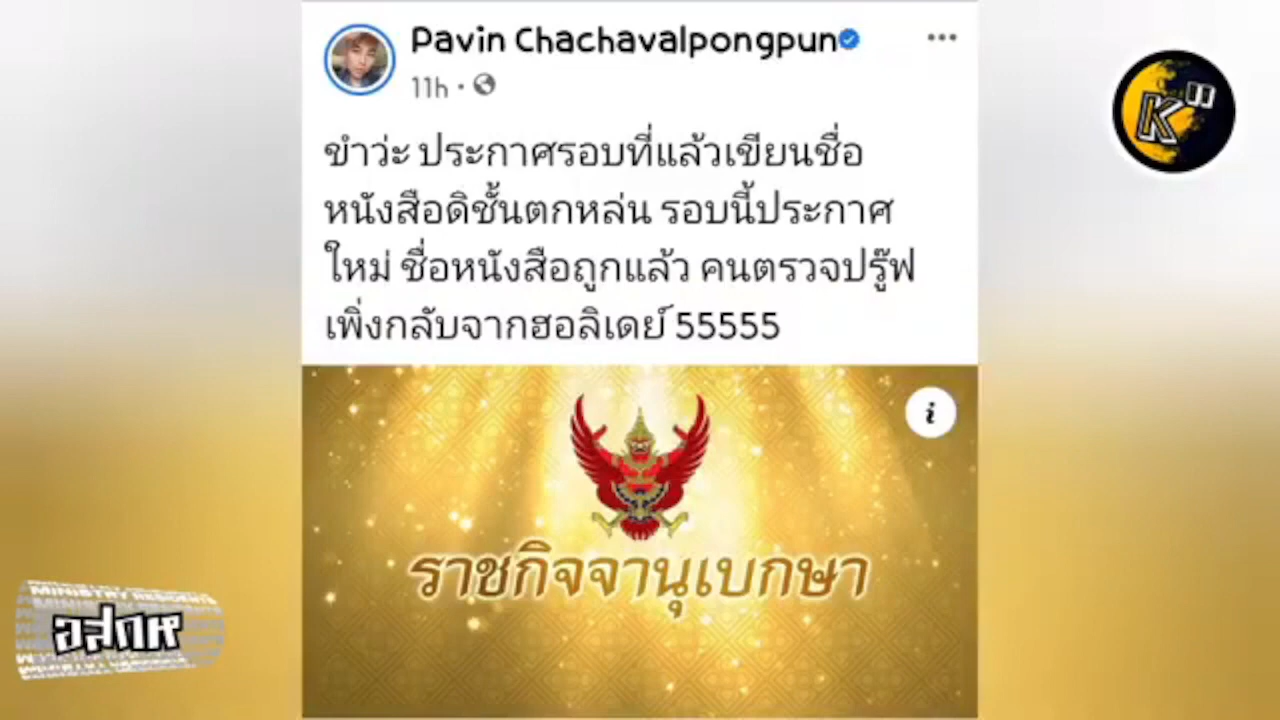 Pavin Chachavalpongpun
11h
K"
ขำว่ะ ประกาศรอบที่แล้วเขียนชื่อ
หนังสือดิชั้นตกหล่น รอบนี้ประกาศ
ใหม่ ชื่อหนังสือถูกแล้ว คนตรวจปรู๊ฟ
เพิ่งกลับจากฮอลิเดย์ 55555
i
ราชกิจจานุเบกษา
MINISTRY RESIDENTS
อสกห